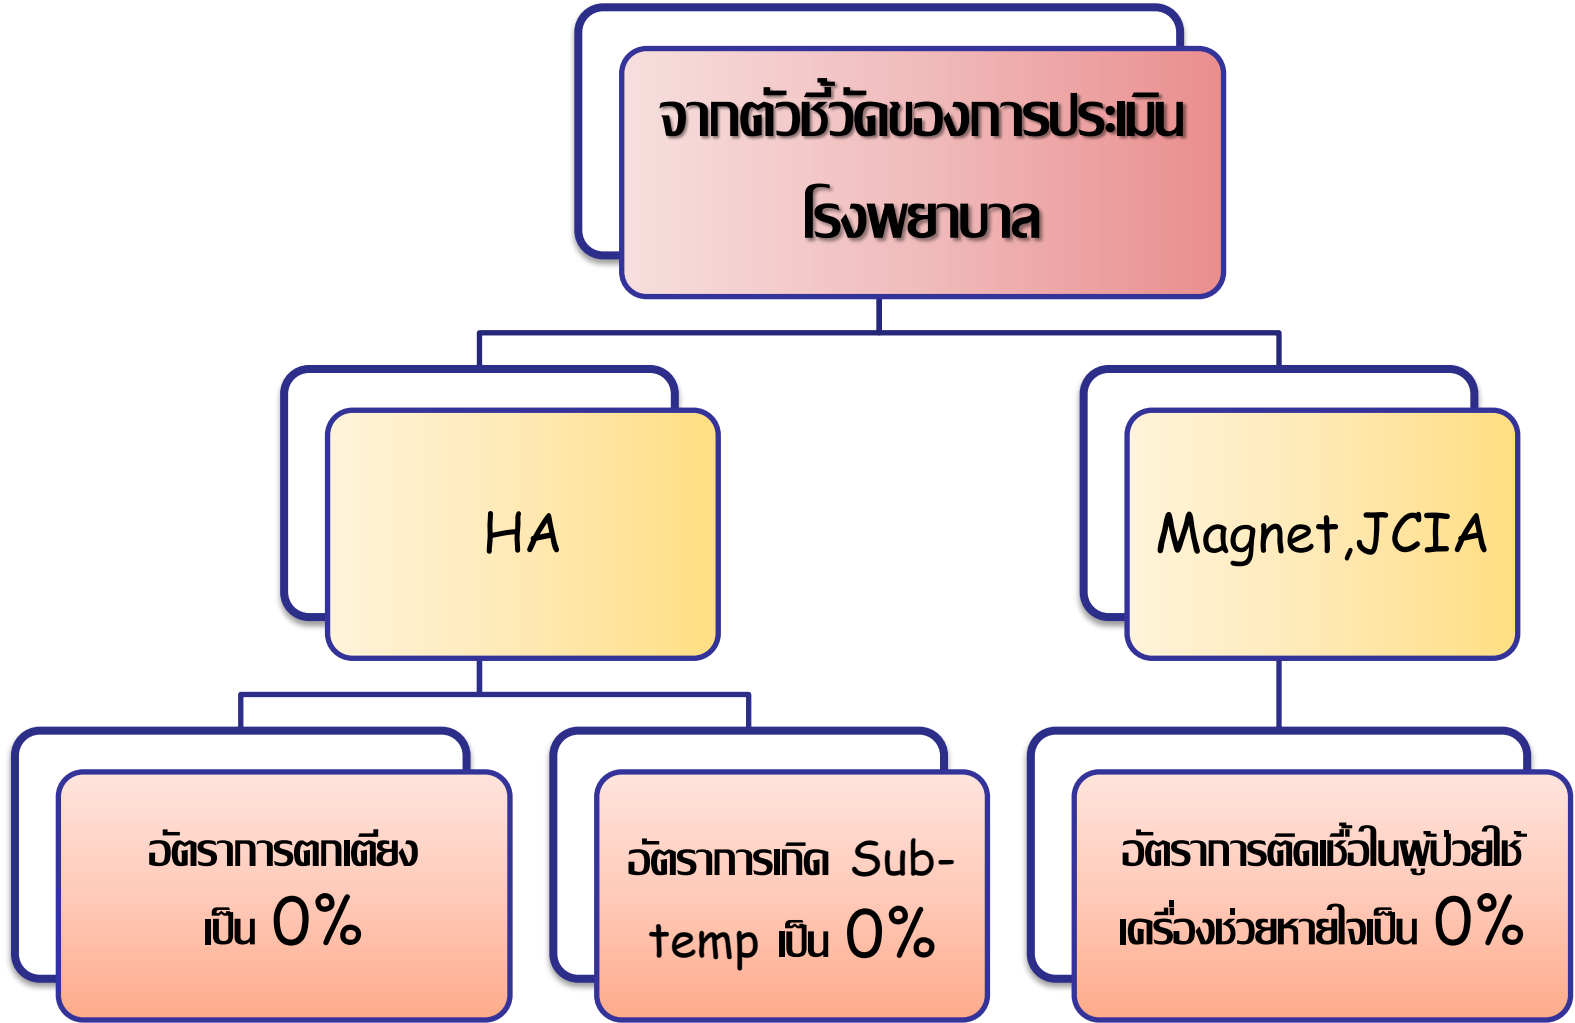 จากตัวชี้วัดของการประเมิน
โรงพยาบาล
HA
Magnet,JCIA
อัตราการตกเตียง
เป็น 0%
อัตราการเกิด Sub-
temp เป็น 0%
อัตราการติดเชื้อในผู้ป่วยใช้
เครื่องช่วยหายใจเป็น 0%